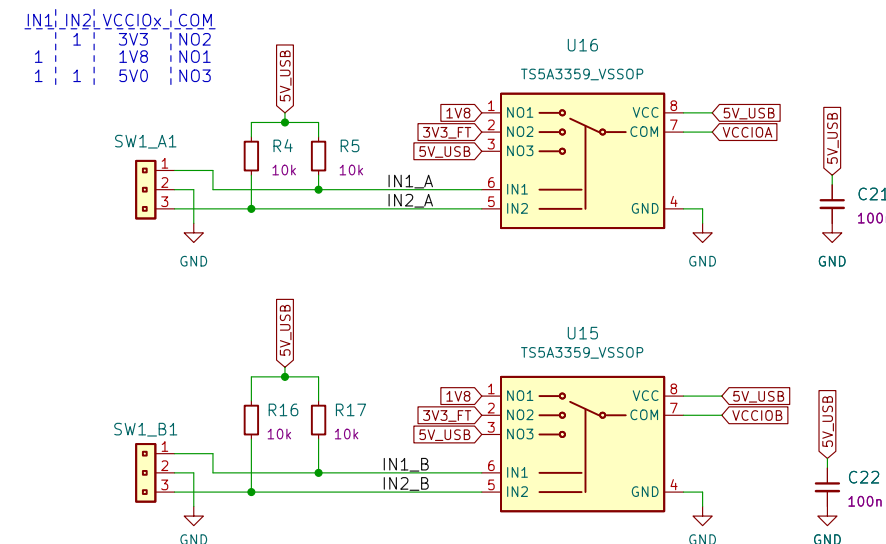 IN1 IN2 VCCIOx COM
1 3V3 NO2
1 1V8 NO1
1 1 5V0 NO3
U16
TS5A3359_VSSOP
5V_USB
SW1_A1
R4
10k
R5
10k
1
2
3
IN1_A
IN2_A
GND
1V8 1 NO1
3V3_FT 2 NO2
5V_USB 3 NO3
6 IN1
5 IN2
VCC 8 5V_USB
COM 7 VCCIOA
GND 4
GND
5V_USB
C21
100
GND
U15
TS5A3359_VSSOP
5V_USB
SW1_B1
R16
10k
R17
10k
1
2
3
IN1_B
IN2_B
GND
1V8 1 NO1
3V3_FT 2 NO2
5V_USB 3 NO3
6 IN1
5 IN2
VCC 8 5V_USB
COM 7 VCCIOB
GND 4
GND
5V_USB
C22
100n
GND